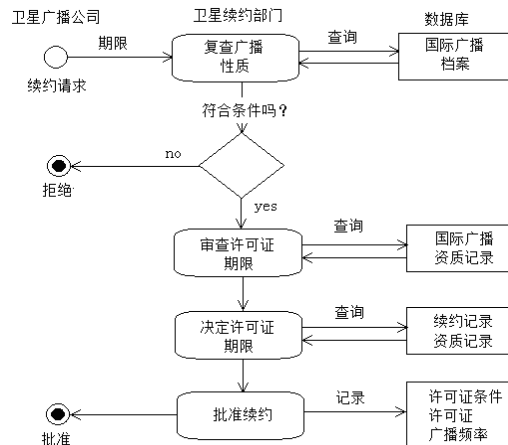 卫星广播公司
卫星续约部门
数据库
期限
续约请求
复查广播
性质
查询
国际广播
档案
符合条件吗？
no
拒绝
yes
审查许可证
期限
查询
国际广播
资质记录
决定许可证
期限
查询
续约记录
资质记录
批准
批准续约
记录
许可证条件
许可证
广播频率